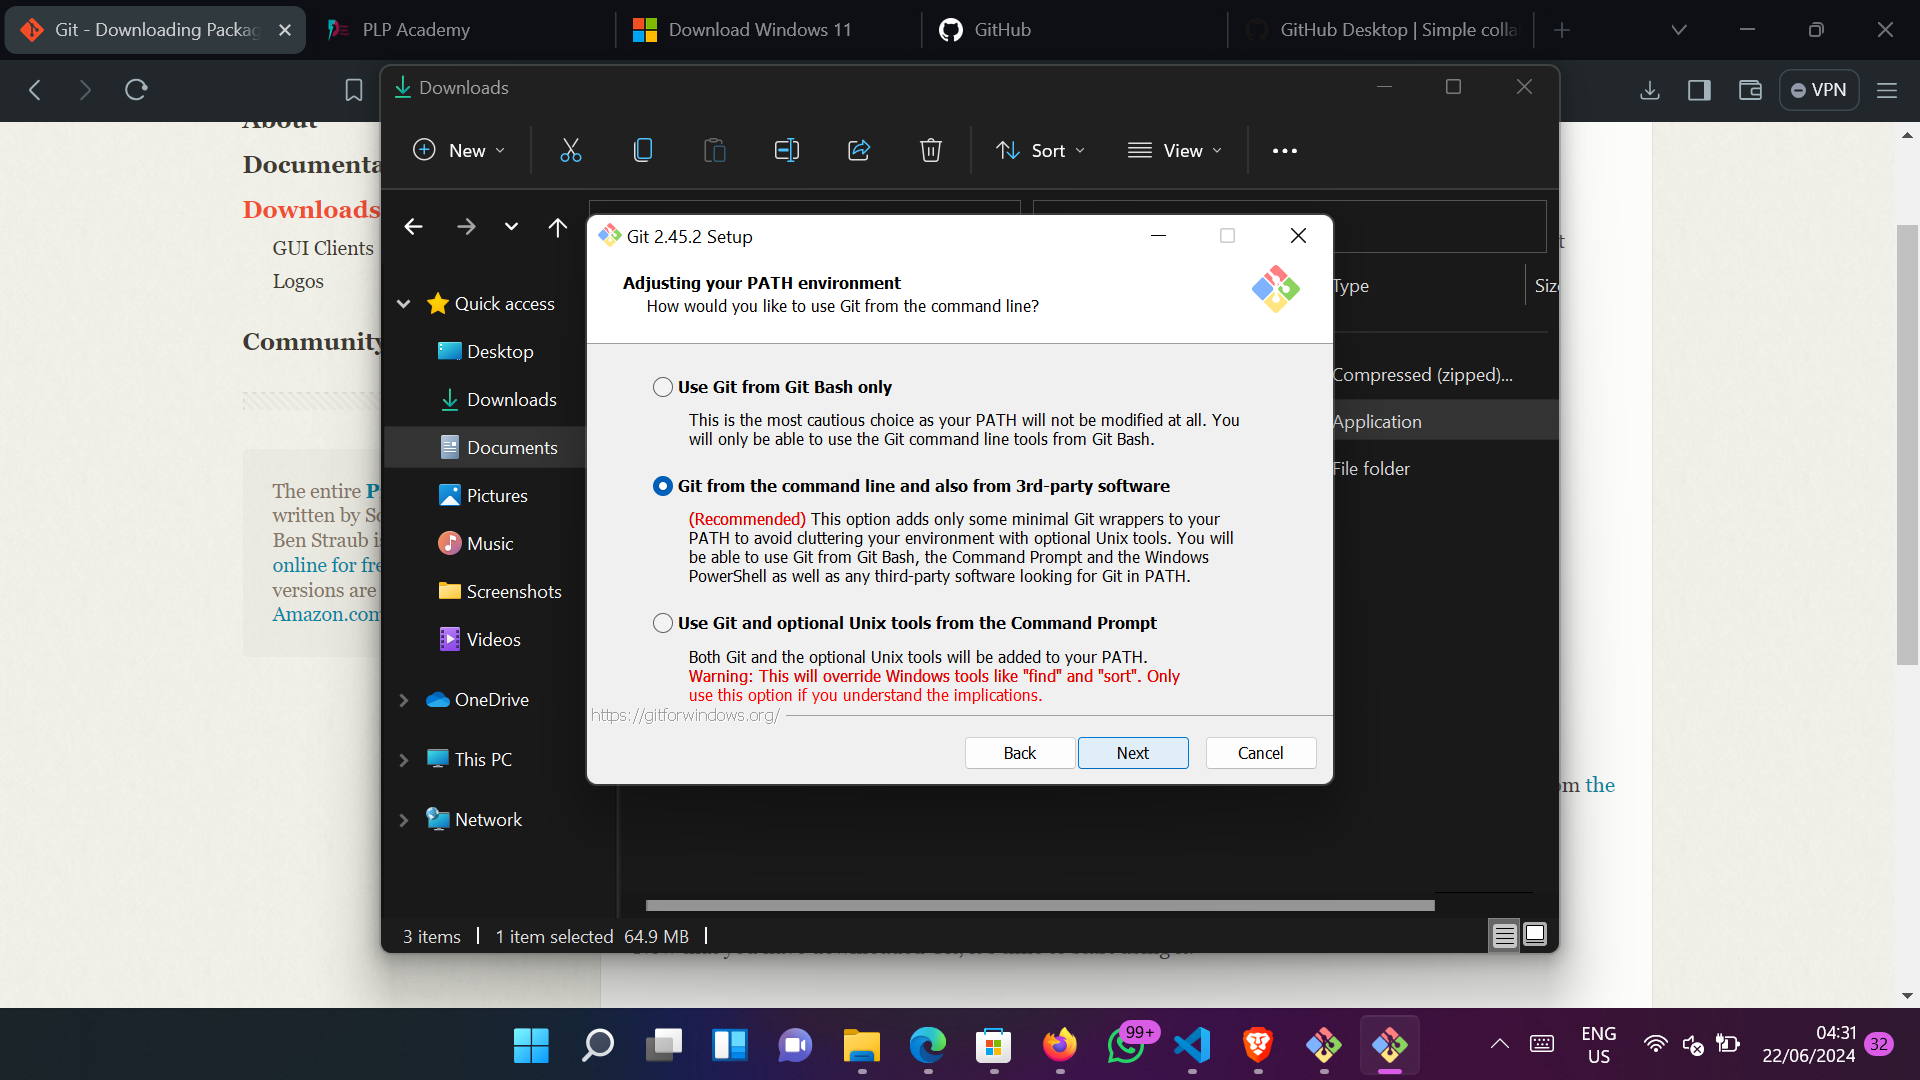 Git - Downloading Packag
PLP Academy
Download Windows 11
GitHub
GitHub Desktop | Simple colla
VPN
About
Documenta
Downloads
GUI Clients
Logos
Community
The entire P
written by Sc
Ben Straub is
online for fre
versions are
Amazon.com
Downloads
New
Sort
View
Quick access
Desktop
Downloads
Documents
Pictures
Music
Screenshots
Videos
OneDrive
This PC
Network
Type
Size
Compressed (zipped)...
Application
File folder
3 items
1 item selected 64.9 MB
Git 2.45.2 Setup
Adjusting your PATH environment
How would you like to use Git from the command line?
Use Git from Git Bash only
This is the most cautious choice as your PATH will not be modified at all. You
will only be able to use the Git command line tools from Git Bash.
Git from the command line and also from 3rd-party software
(Recommended) This option adds only some minimal Git wrappers to your
PATH to avoid cluttering your environment with optional Unix tools. You will
be able to use Git from Git Bash, the Command Prompt and the Windows
PowerShell as well as any third-party software looking for Git in PATH.
Use Git and optional Unix tools from the Command Prompt
Both Git and the optional Unix tools will be added to your PATH.
Warning: This will override Windows tools like "find" and "sort". Only
use this option if you understand the implications.
https://gitforwindows.org/
Back
Next
Cancel
t
om the
99+
ENG
US
04:31
22/06/2024
32